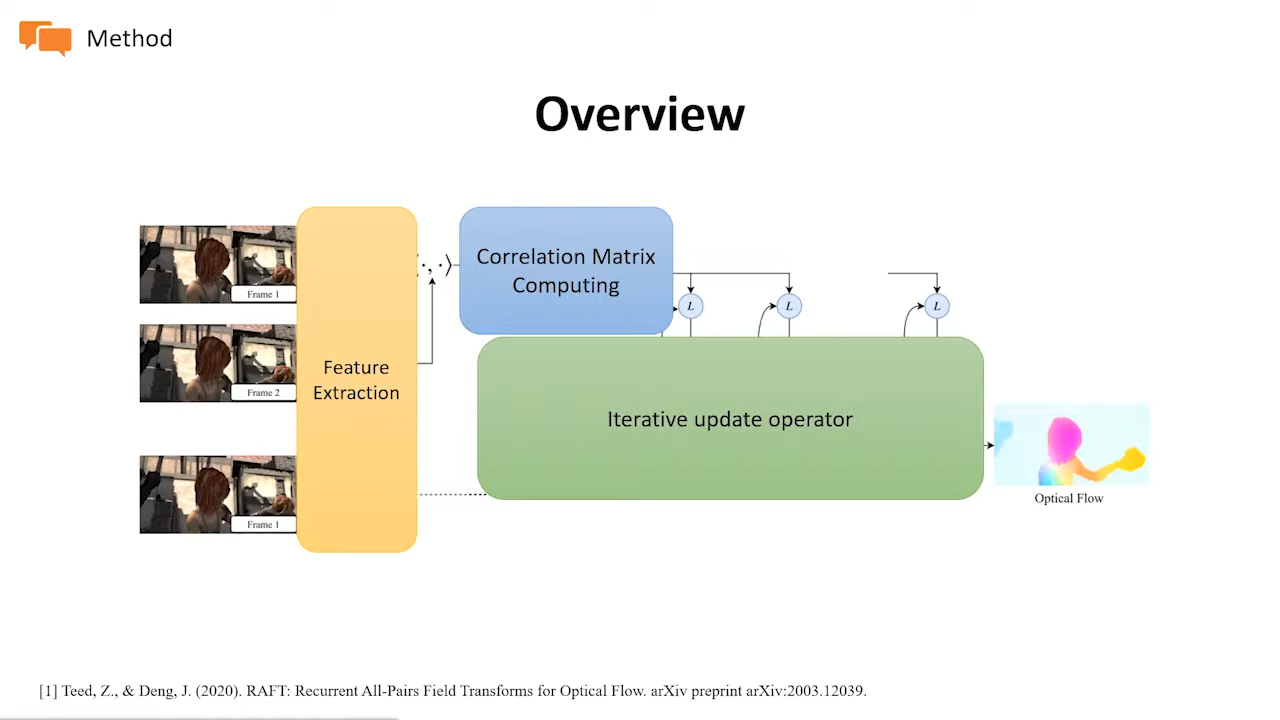 Method
Overview
Frame 1
Frame 2
Frame 1
Feature
Extraction
⟨·,·⟩
Correlation Matrix
Computing
L
L
L
Iterative update operator
Optical Flow
[1] Teed, Z., & Deng, J. (2020). RAFT: Recurrent All-Pairs Field Transforms for Optical Flow. arXiv preprint arXiv:2003.12039.